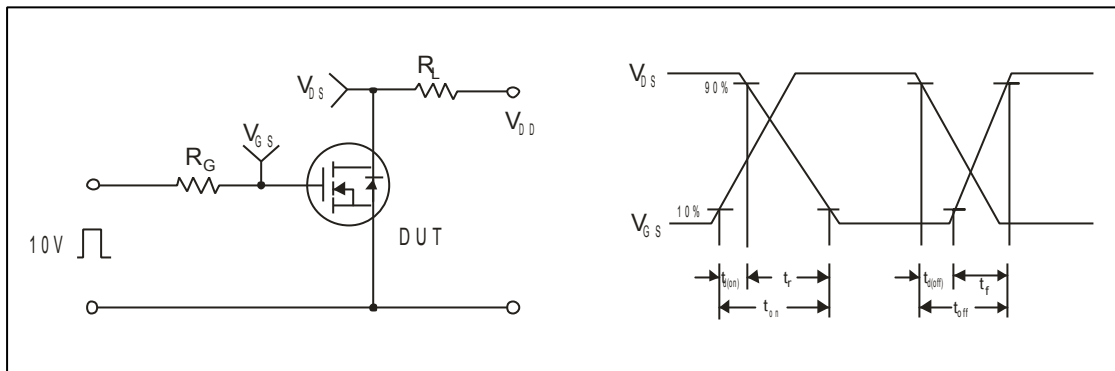 V_DS
R_L
V_DD
V_GS
R_G
10V
DUT
V_DS
90%
10%
V_GS
t_d(on)
t_r
t_on
t_d(off)
t_f
t_off